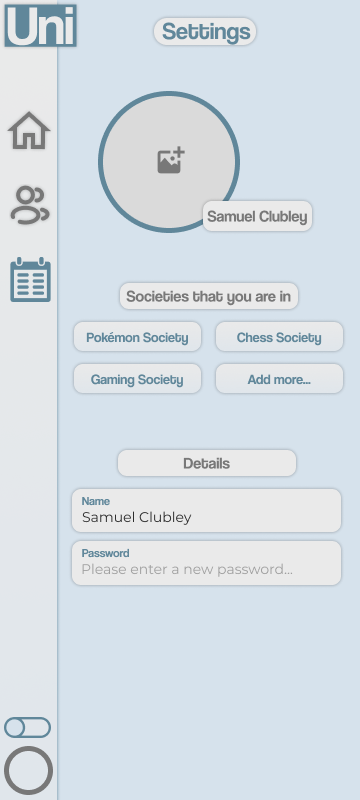 Uni
Settings
Samuel Clubley
Societies that you are in
Pokémon Society
Chess Society
Gaming Society
Add more...
Details
Name
Samuel Clubley
Password
Please enter a new password...